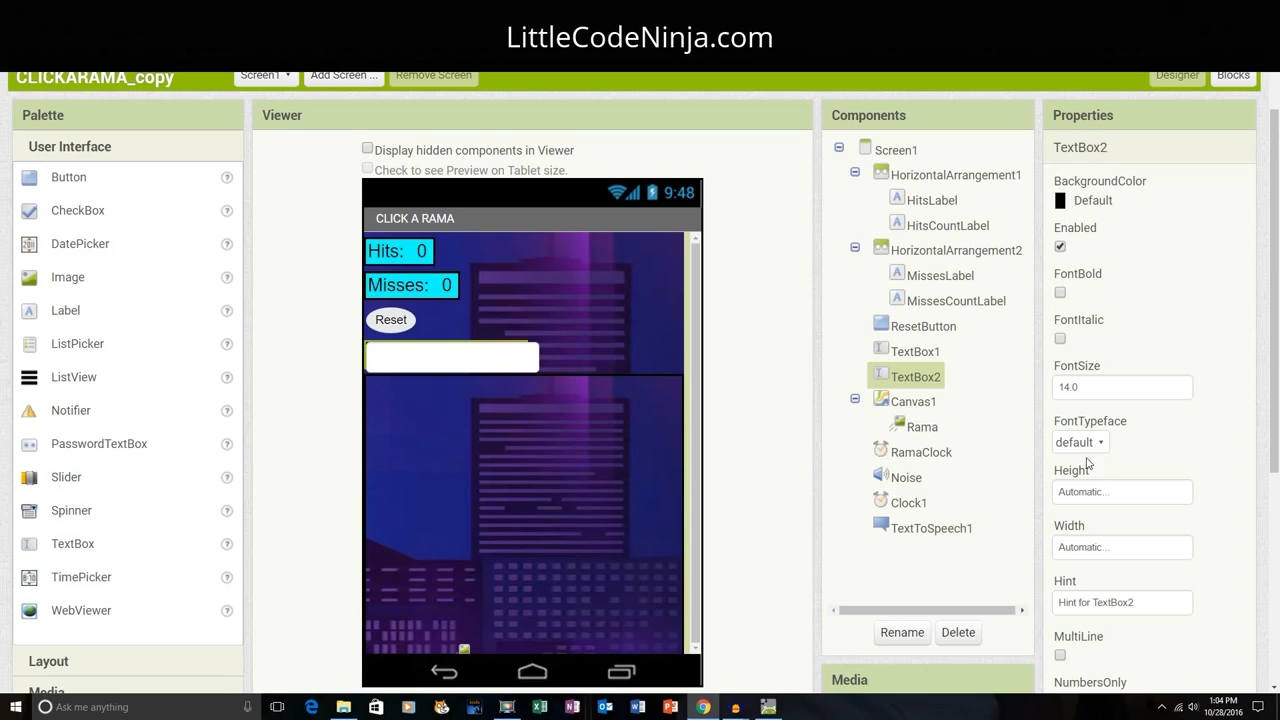 LittleCodeNinja.com
CLICKARAMA_copy
Screen1
Add Screen ...
Remove Screen
Designer
Blocks
Palette
User Interface
Button
CheckBox
DatePicker
Image
Label
ListPicker
ListView
Notifier
PasswordTextBox
Slider
Spinner
TextBox
TimePicker
WebViewer
Layout
Media
Viewer
Display hidden components in Viewer
Check to see Preview on Tablet size.
9:48
CLICK A RAMA
Hits: 0
Misses: 0
Reset
Components
Screen1
HorizontalArrangement1
HitsLabel
HitsCountLabel
HorizontalArrangement2
MissesLabel
MissesCountLabel
ResetButton
TextBox1
TextBox2
Canvas1
Rama
RamaClock
Noise
Clock1
TextToSpeech1
Rename
Delete
Media
Properties
TextBox2
BackgroundColor
Default
Enabled
FontBold
FontItalic
FontSize
14.0
FontTypeface
default
Height
Automatic...
Width
Automatic...
Hint
Hint for TextBox2
MultiLine
NumbersOnly
Ask me anything
1:04 PM
10/28/2016